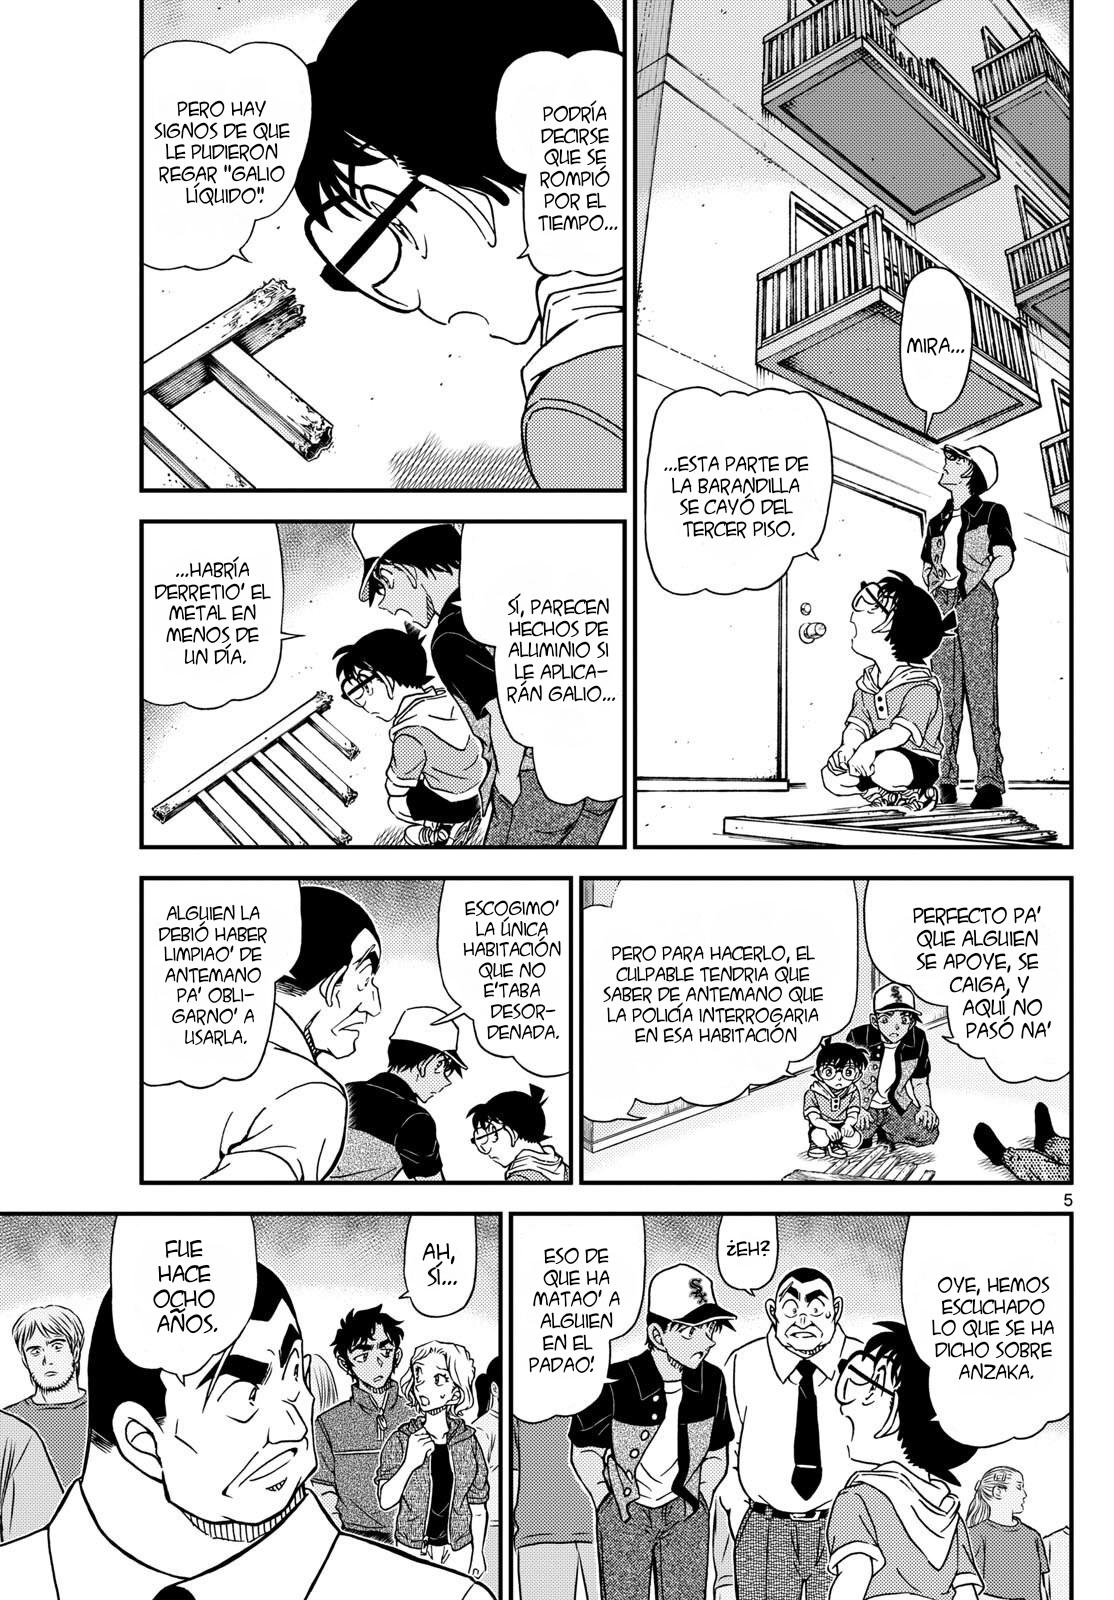 MIRA...
...ESTA PARTE DE
LA BARANDILLA
SE CAYÓ DEL
TERCER PISO.
PODRÍA
DECIRSE
QUE SE
ROMPIÓ
POR EL
TIEMPO...
PERO HAY
SIGNOS DE QUE
LE PUDIERON
REGAR "GALIO
LÍQUIDO".
SÍ, PARECEN
HECHOS DE
ALUMINIO SI
LE APLICA-
RÁN GALIO...
...HABRÍA
DERRETIO' EL
METAL EN
MENOS DE
UN DÍA.
PERFECTO PA'
QUE ALGUIEN
SE APOYE, SE
CAIGA, Y
AQUÍ NO
PASÓ NA'
PERO PARA HACERLO, EL
CULPABLE TENDRIA QUE
SABER DE ANTEMANO QUE
LA POLICÍA INTERROGARIA
EN ESA HABITACIÓN
ESCOGIMO'
LA ÚNICA
HABITACIÓN
QUE NO
E'TABA
DESOR-
DENADA.
ALGUIEN LA
DEBIÓ HABER
LIMPIAO' DE
ANTEMANO
PA' OBLI-
GARNO' A
USARLA.
5
OYE, HEMOS
ESCUCHADO
LO QUE SE HA
DICHO SOBRE
ANZAKA.
¿EH?
ESO DE
QUE HA
MATAO' A
ALGUIEN
EN EL
PADAO!
AH,
SÍ...
FUE
HACE
OCHO
AÑOS.